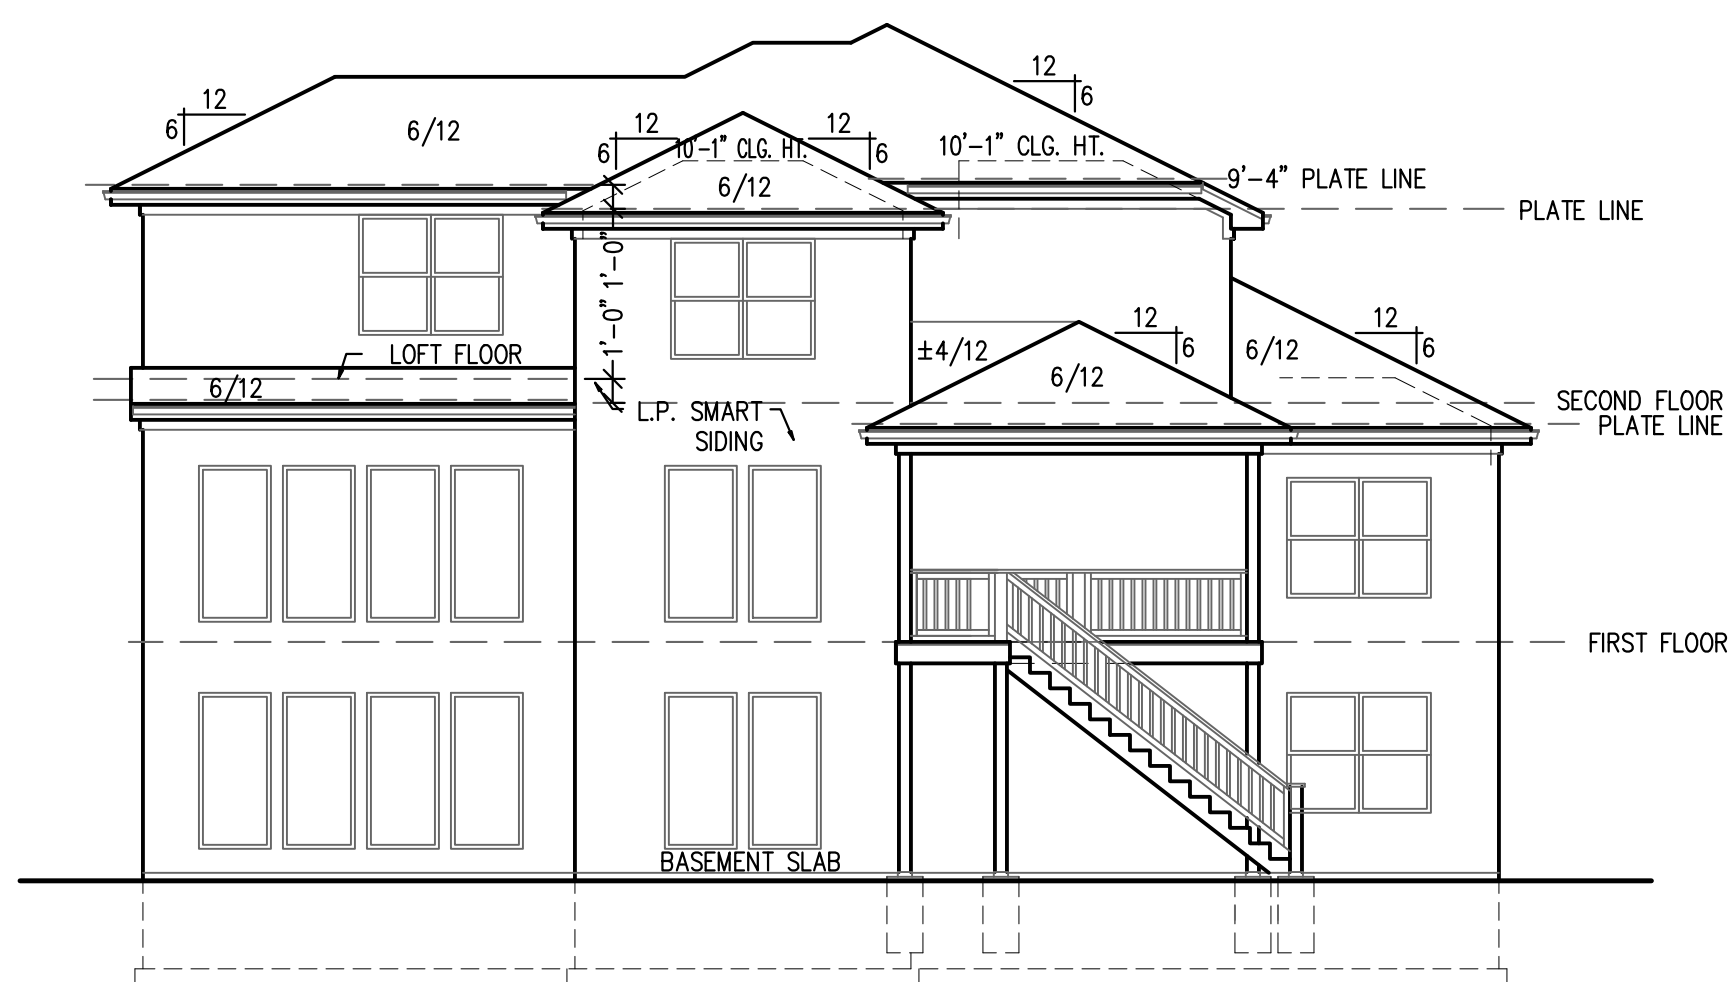 12
6
12
6
6/12
12
6
12
6
10'-1" CLG. HT.
10'-1" CLG. HT.
6/12
9'-4" PLATE LINE
PLATE LINE
1'-0"
1'-0"
LOFT FLOOR
6/12
±4/12
12
6
6/12
12
6
6/12
L.P. SMART
SIDING
SECOND FLOOR
PLATE LINE
FIRST FLOOR
BASEMENT SLAB